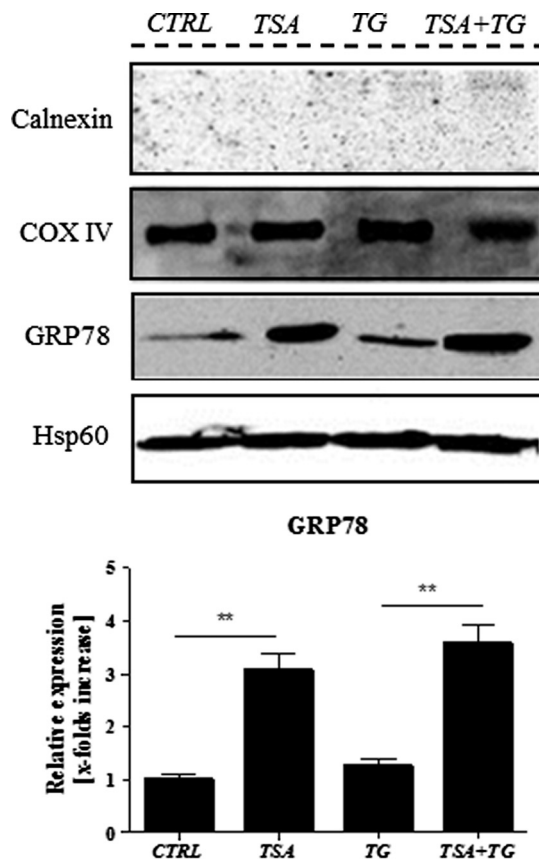 CTRL TSA TG TSA+TG
Calnexin
COX IV
GRP78
Hsp60
GRP78
Relative expression
[x-folds increase]
5
4
3
2
1
0
**
**
CTRL TSA TG TSA+TG